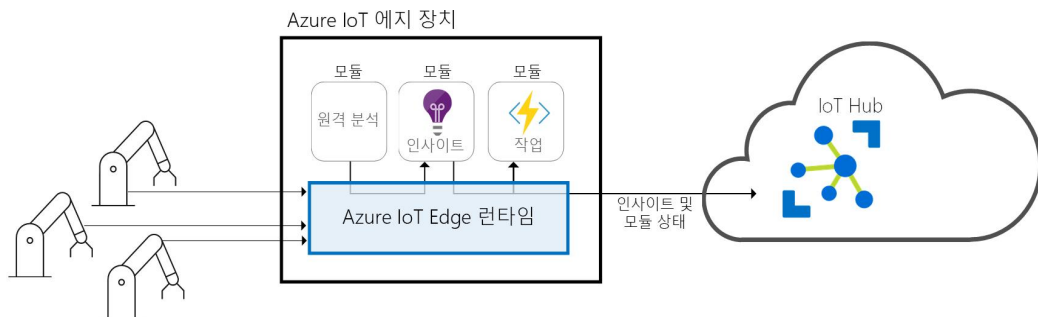 Azure IoT 에지 장치
모듈
모듈
모듈
원격 분석
인사이트
작업
IoT Hub
Azure IoT Edge 런타임
인사이트 및
모듈 상태